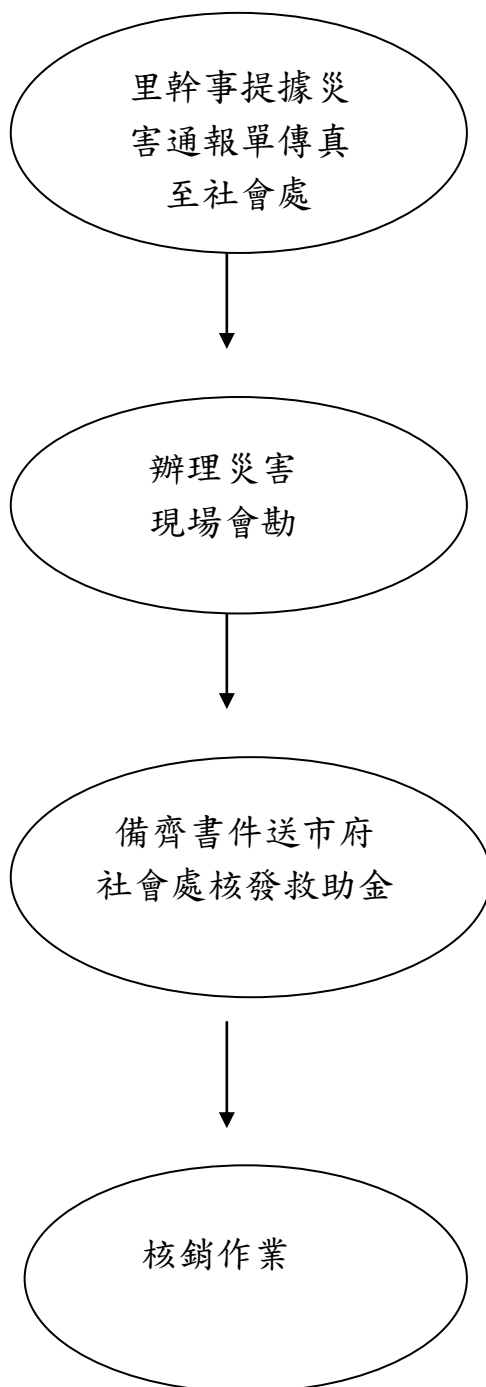 里幹事提據災
害通報單傳真
至社會處
辦理災害
現場會勘
備齊書件送市府
社會處核發救助金
核銷作業